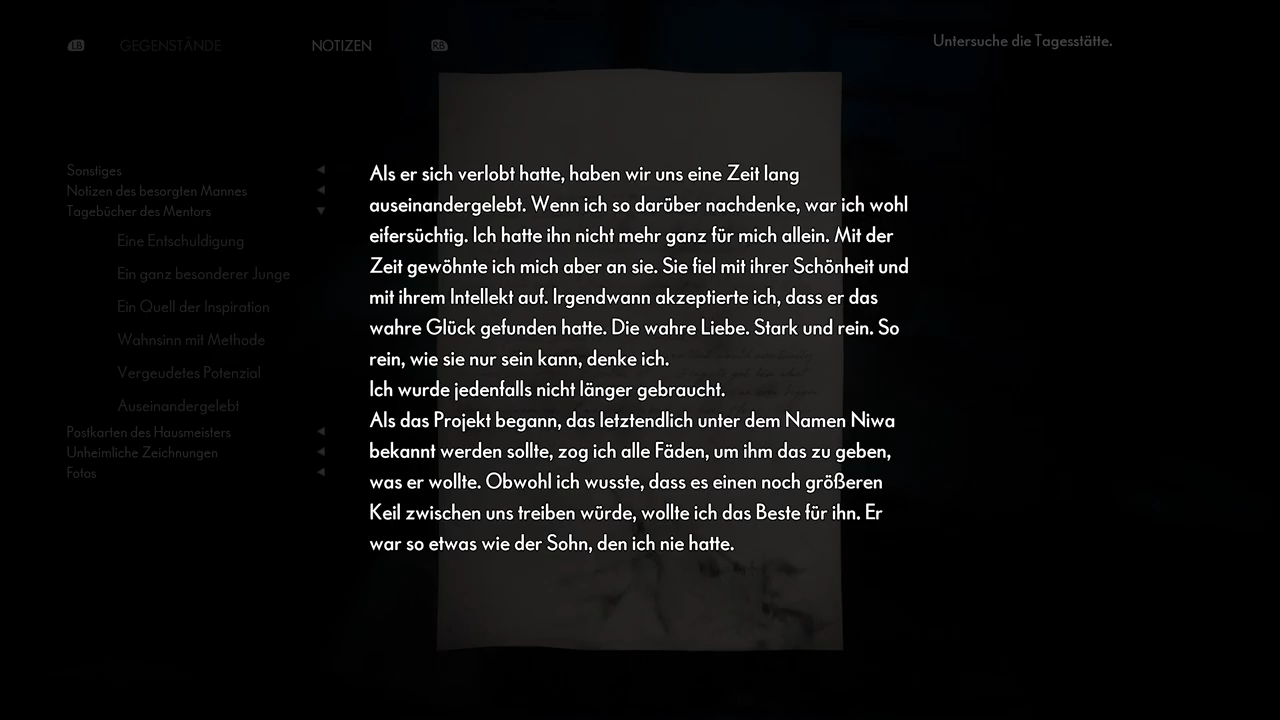 LB GEGENSTÄNDE NOTIZEN RB
Untersuche die Tagesstätte.
Sonstiges
Notizen des besorgten Mannes
Tagebücher des Mentors
Eine Entschuldigung
Ein ganz besonderer Junge
Ein Quell der Inspiration
Wahnsinn mit Methode
Vergeudetes Potenzial
Auseinandergelebt
Postkarten des Hausmeisters
Unheimliche Zeichnungen
Fotos
Als er sich verlobt hatte, haben wir uns eine Zeit lang
auseinandergelebt. Wenn ich so darüber nachdenke, war ich wohl
eifersüchtig. Ich hatte ihn nicht mehr ganz für mich allein. Mit der
Zeit gewöhnte ich mich aber an sie. Sie fiel mit ihrer Schönheit und
mit ihrem Intellekt auf. Irgendwann akzeptierte ich, dass er das
wahre Glück gefunden hatte. Die wahre Liebe. Stark und rein. So
rein, wie sie nur sein kann, denke ich.
Ich wurde jedenfalls nicht länger gebraucht.
Als das Projekt begann, das letztendlich unter dem Namen Niwa
bekannt werden sollte, zog ich alle Fäden, um ihm das zu geben,
was er wollte. Obwohl ich wusste, dass es einen noch größeren
Keil zwischen uns treiben würde, wollte ich das Beste für ihn. Er
war so etwas wie der Sohn, den ich nie hatte.